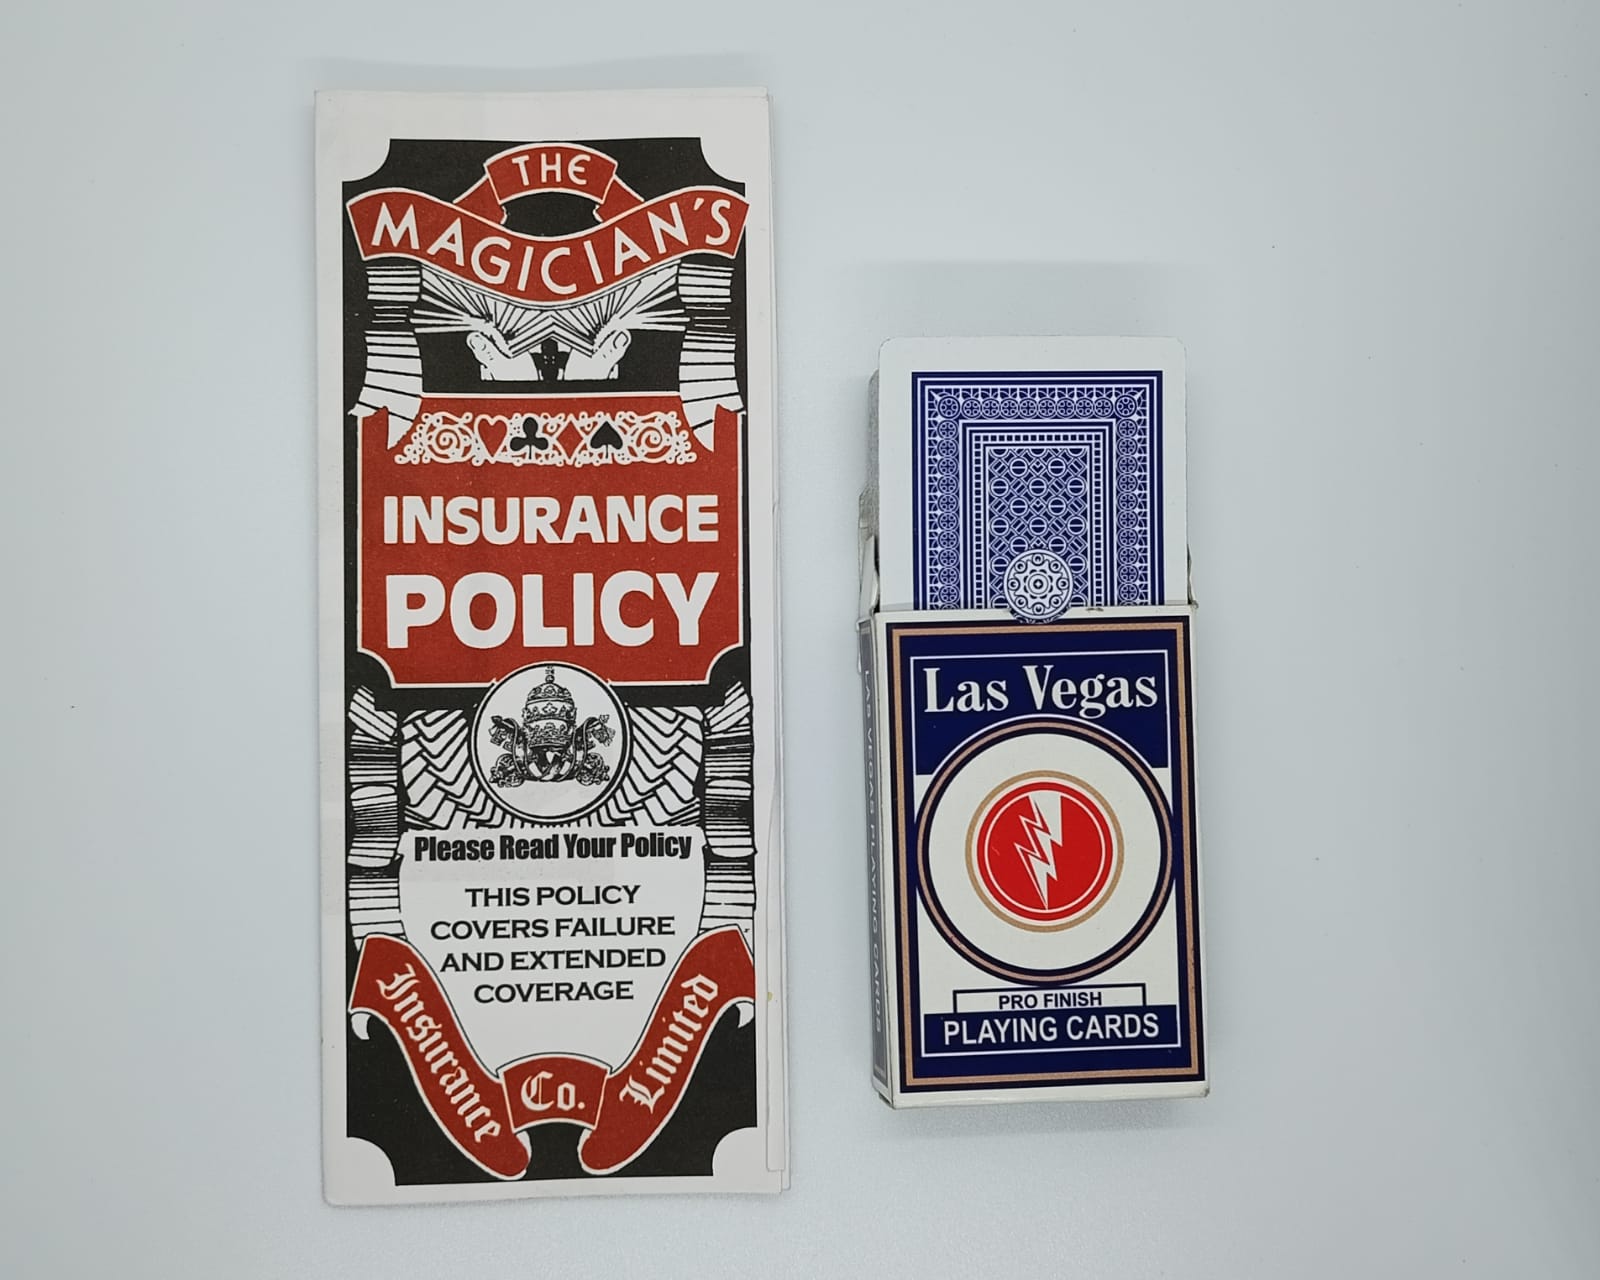 THE
MAGICIAN'S
INSURANCE
POLICY
Please Read Your Policy
THIS POLICY
COVERS FAILURE
AND EXTENDED
COVERAGE
Insurance Co. Limited
Las Vegas
PRO FINISH
PLAYING CARDS
LAS VEGAS PLAYING CARDS